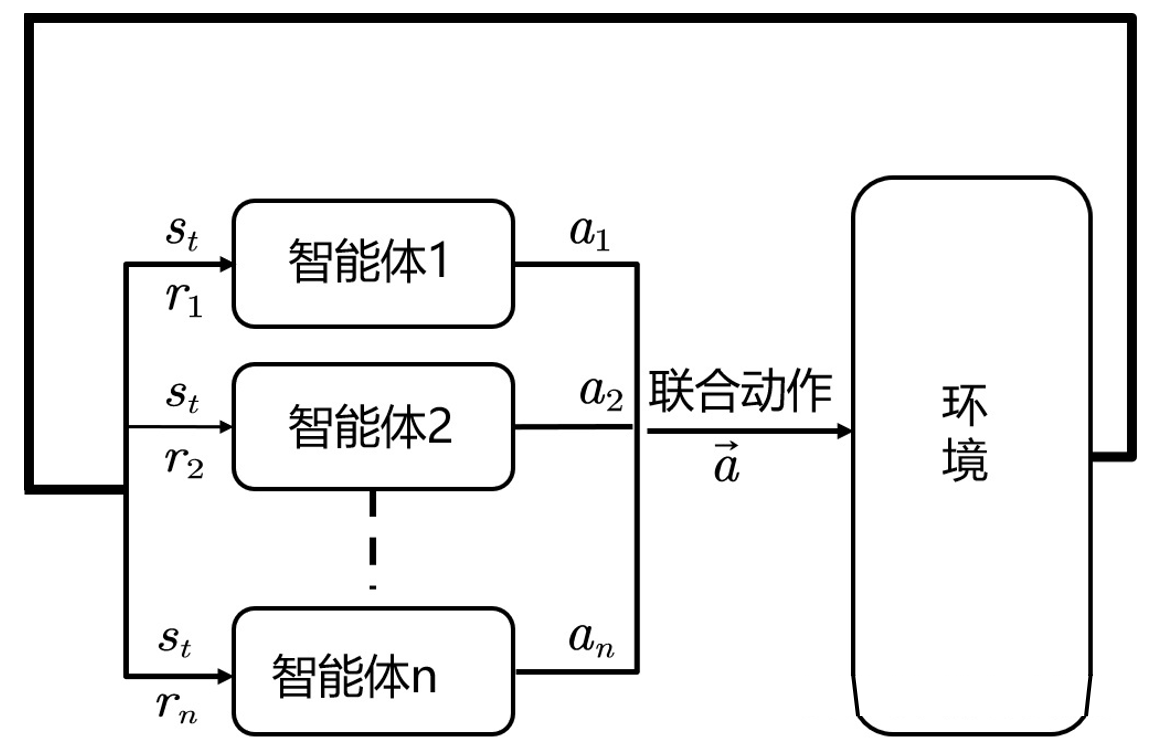 s_t
r_1
智能体1
a_1
s_t
r_2
智能体2
a_2
联合动作
\vec{a}
环
境
s_t
r_n
智能体n
a_n